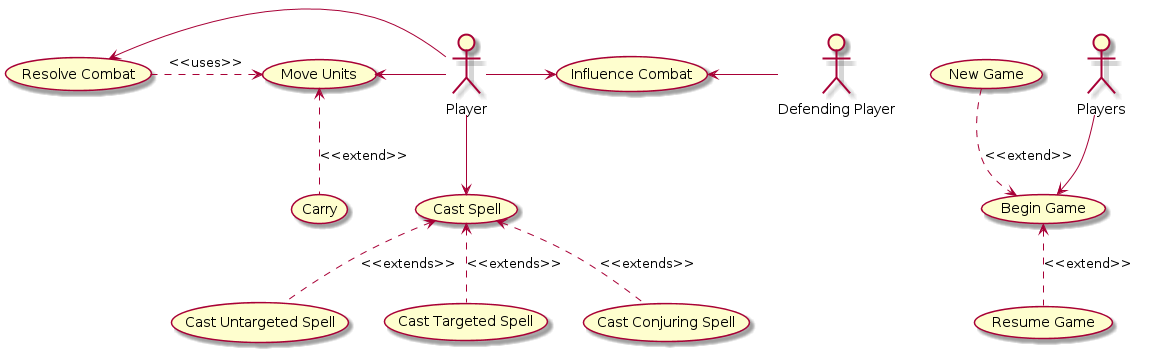 <<uses>>
Resolve Combat
Move Units
Influence Combat
New Game
Player
Defending Player
Players
<<extend>>
<<extend>>
Carry
Cast Spell
Begin Game
<<extends>>
<<extends>>
<<extends>>
<<extend>>
Cast Untargeted Spell
Cast Targeted Spell
Cast Conjuring Spell
Resume Game